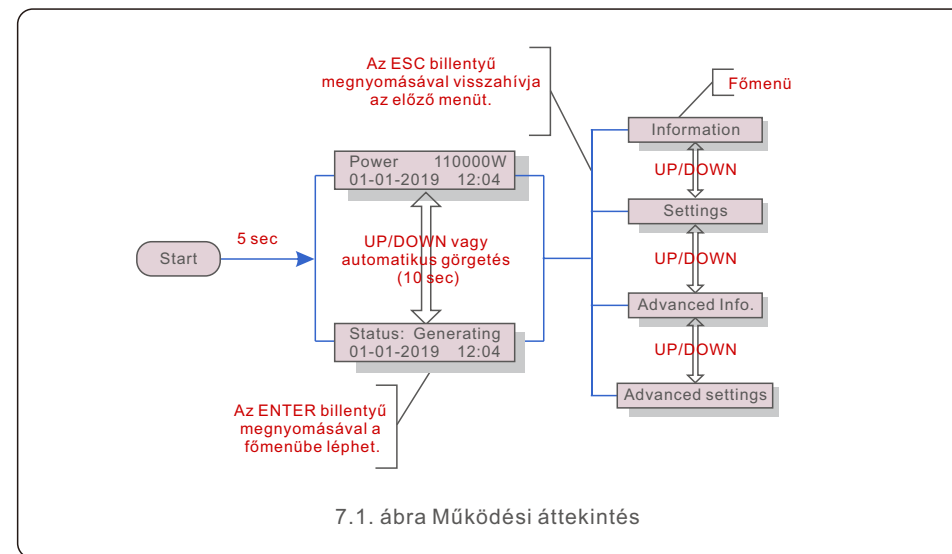 Az ESC billentyű
megnyomásával visszahívja
az előző menüt.
Főmenü
Information
UP/DOWN
Settings
UP/DOWN
Advanced Info.
UP/DOWN
Advanced settings
Power 110000W
01-01-2019 12:04
5 sec
Start
UP/DOWN vagy
automatikus görgetés
(10 sec)
Status: Generating
01-01-2019 12:04
Az ENTER billentyű
megnyomásával a
főmenübe léphet.
7.1. ábra Működési áttekintés